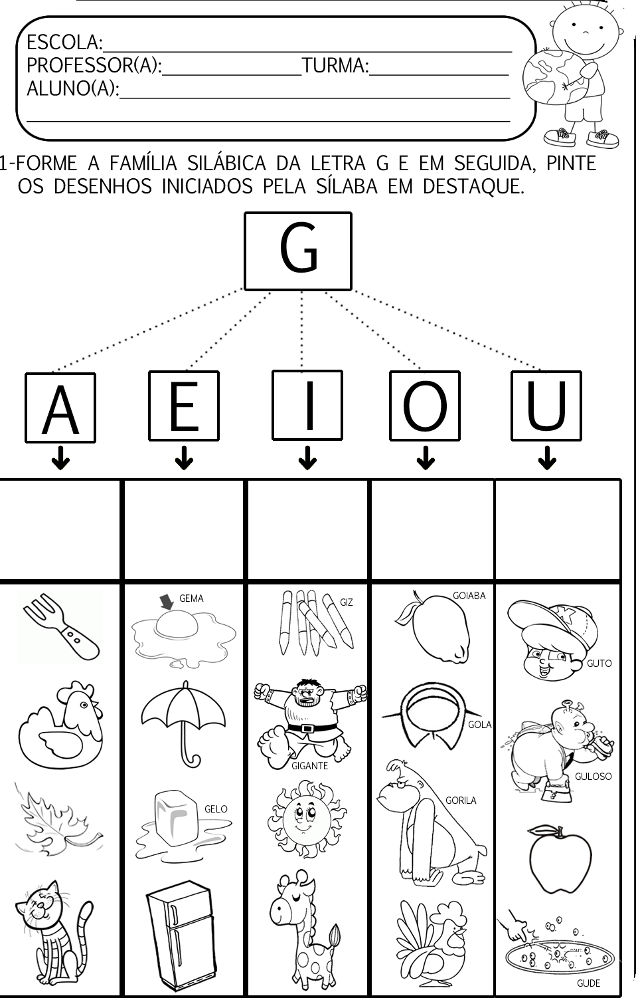 ESCOLA:
PROFESSOR(A): TURMA:
ALUNO(A):
1-FORME A FAMÍLIA SILÁBICA DA LETRA G E EM SEGUIDA, PINTE
OS DESENHOS INICIADOS PELA SÍLABA EM DESTAQUE.
G
A E I O U
GEMA
GELO
GIZ
GIGANTE
GOIABA
GOLA
GORILA
GUTO
GULOSO
GUDE